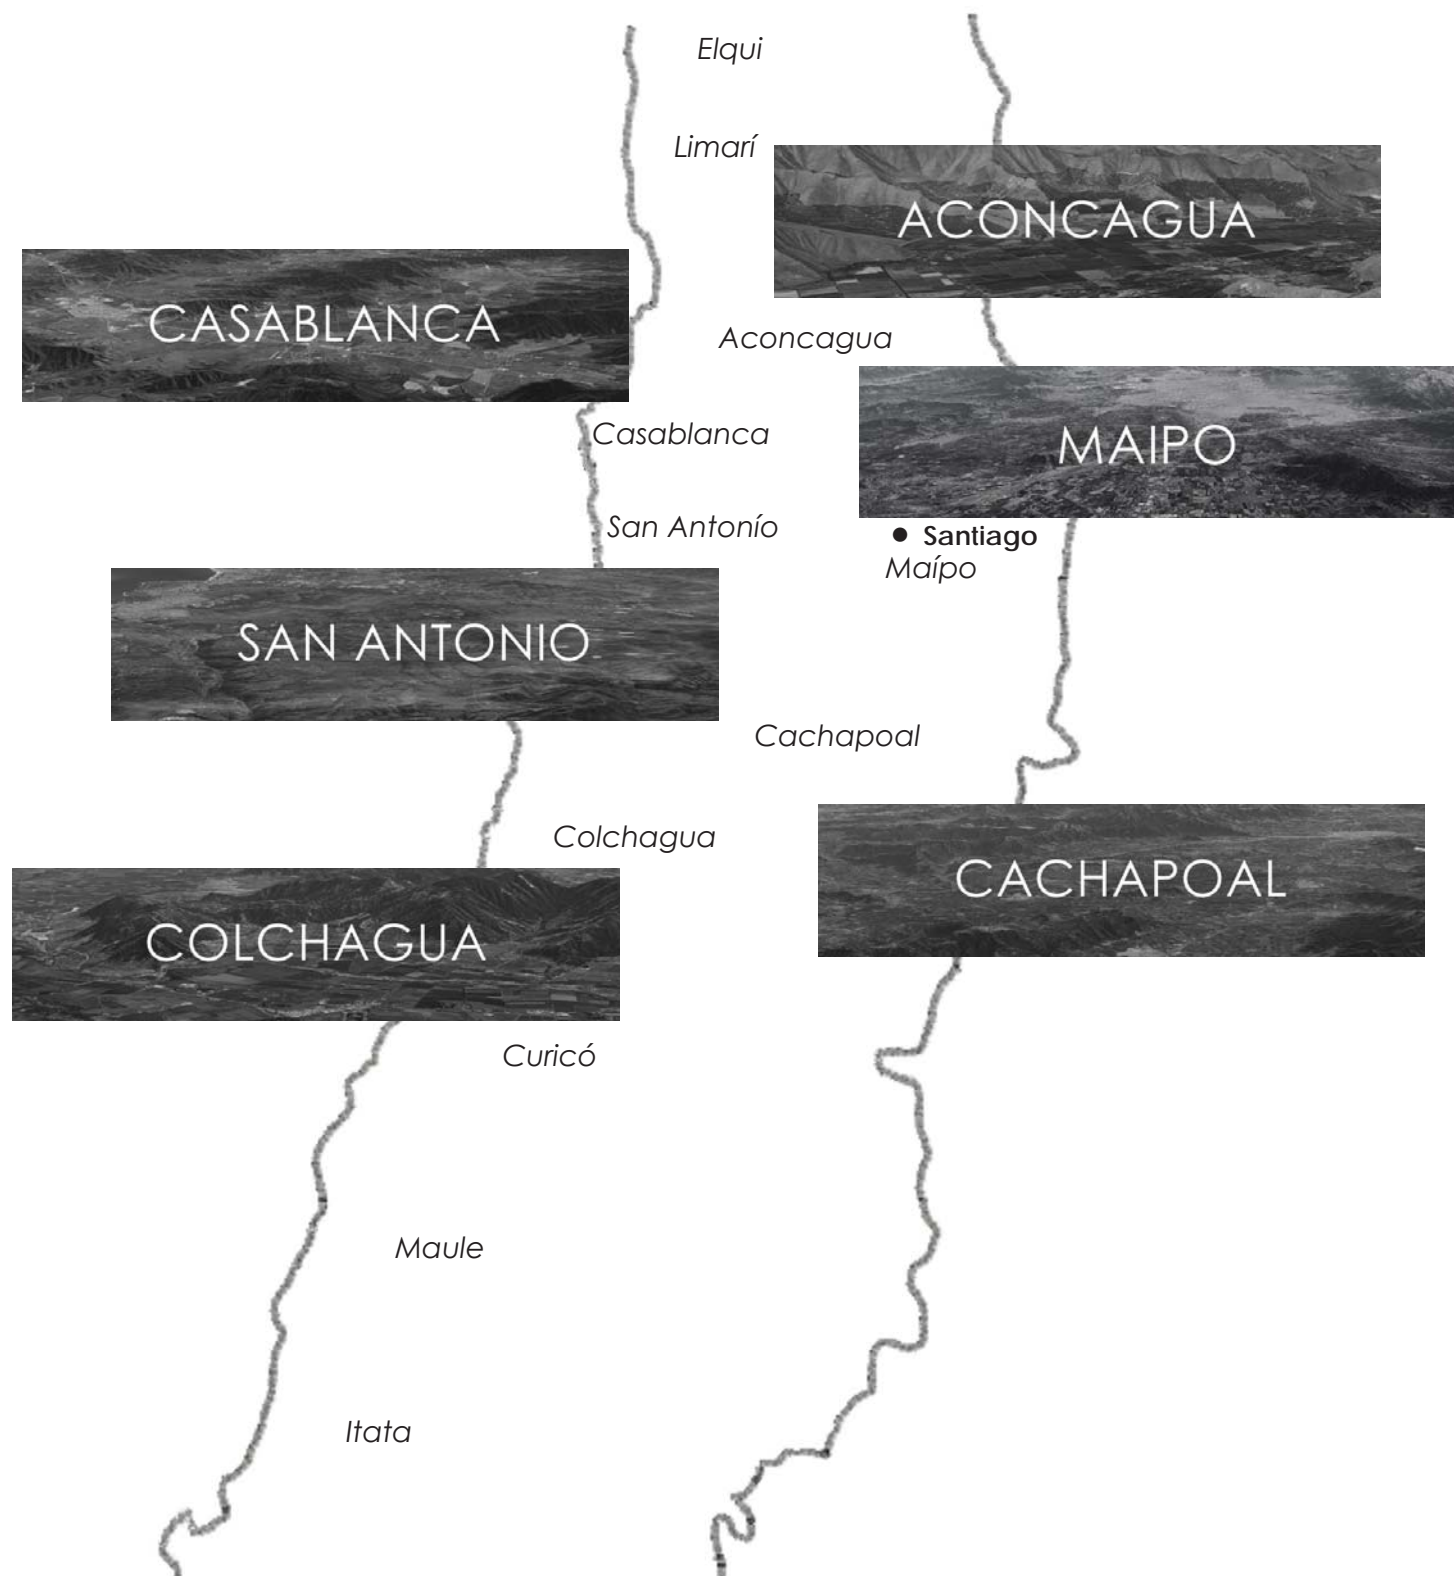 Elqui
Limarí
ACONCAGUA
CASABLANCA
Aconcagua
Casablanca
MAIPO
San Antonío
Santiago
Maípo
SAN ANTONIO
Cachapoal
Colchagua
CACHAPOAL
COLCHAGUA
Curicó
Maule
Itata